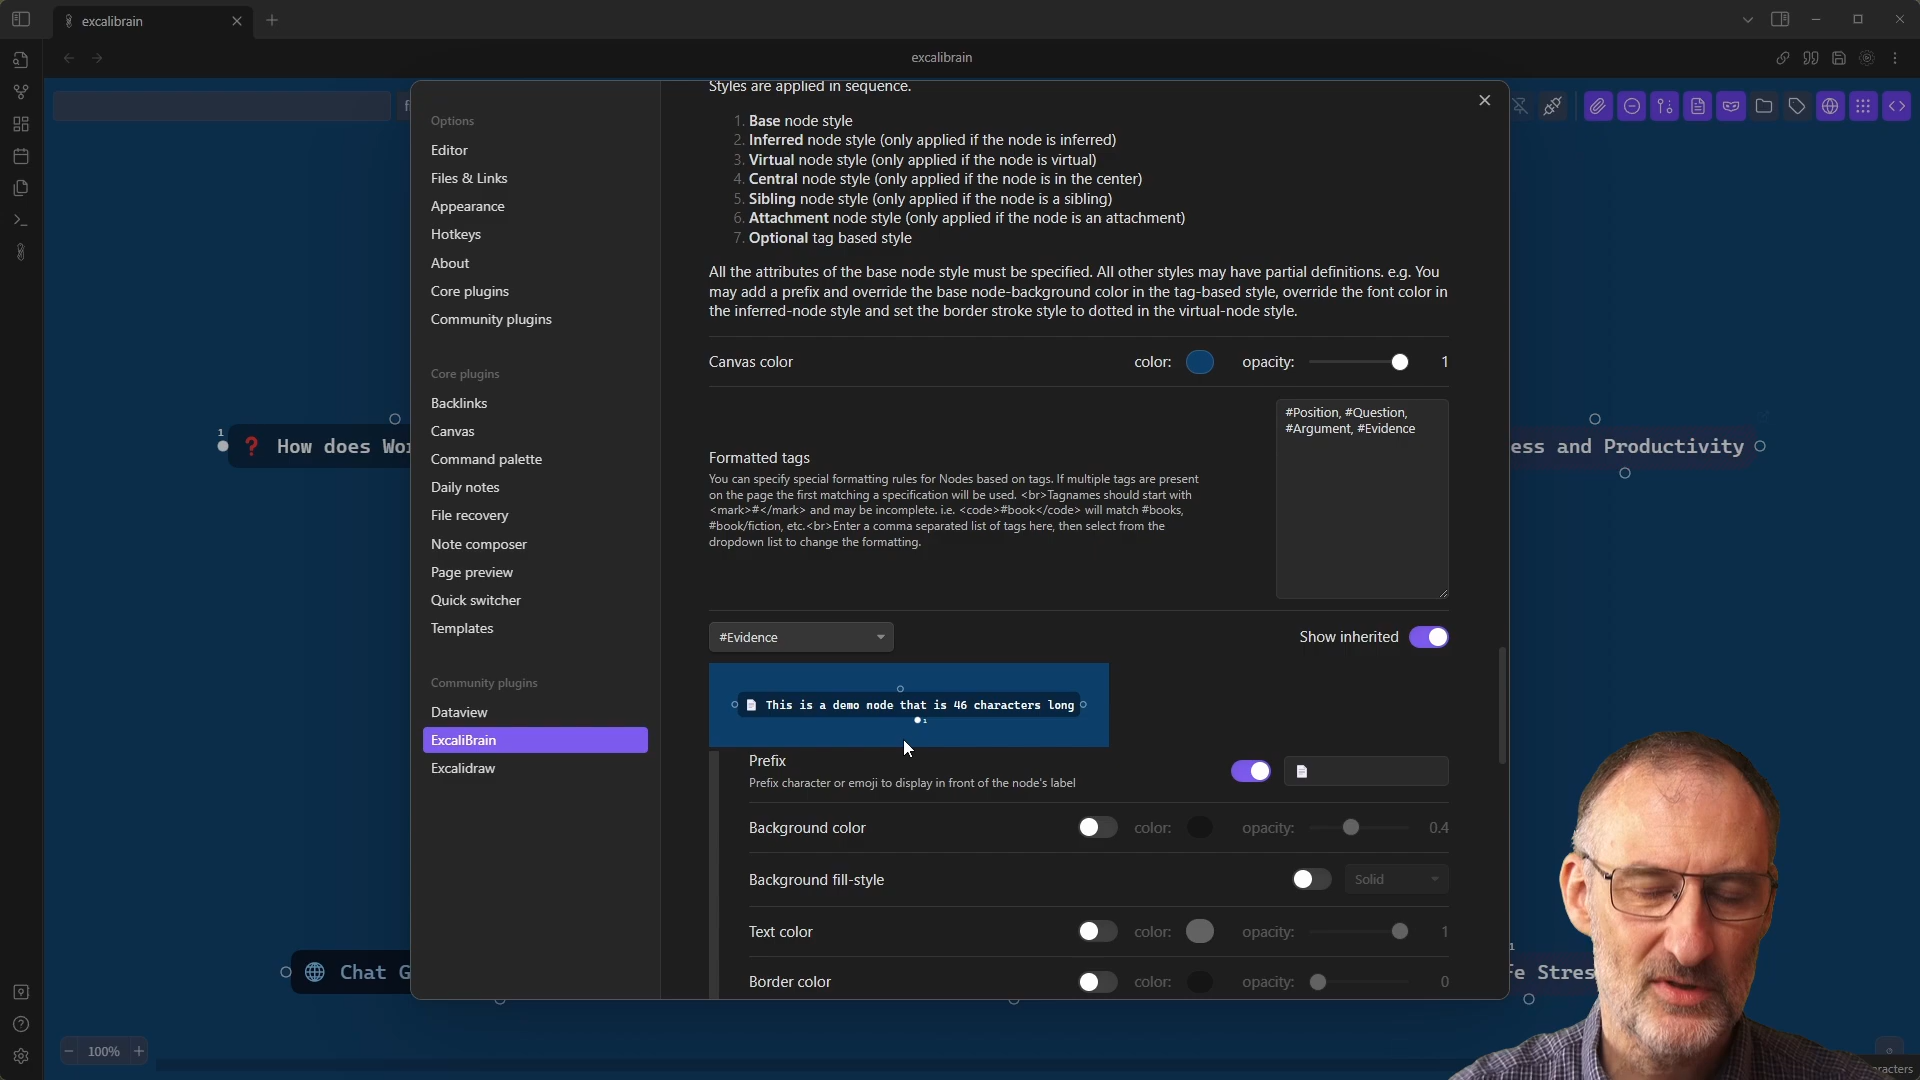 excalibrain
excalibrain
Styles are applied in sequence.
1. Base node style
2. Inferred node style (only applied if the node is inferred)
3. Virtual node style (only applied if the node is virtual)
4. Central node style (only applied if the node is in the center)
5. Sibling node style (only applied if the node is a sibling)
6. Attachment node style (only applied if the node is an attachment)
7. Optional tag based style
All the attributes of the base node style must be specified. All other styles may have partial definitions. e.g. You
may add a prefix and override the base node-background color in the tag-based style, override the font color in
the inferred-node style and set the border stroke style to dotted in the virtual-node style.
Options
Editor
Files & Links
Appearance
Hotkeys
About
Core plugins
Community plugins
Core plugins
Backlinks
Canvas
Command palette
Daily notes
File recovery
Note composer
Page preview
Quick switcher
Templates
Community plugins
Dataview
ExcaliBrain
Excalidraw
Canvas color
color:
opacity:
1
Formatted tags
You can specify special formatting rules for Nodes based on tags. If multiple tags are present
on the page the first matching a specification will be used. <br>Tagnames should start with
<mark>#</mark> and may be incomplete. i.e. <code>#book</code> will match #books,
#book/fiction, etc.<br>Enter a comma separated list of tags here, then select from the
dropdown list to change the formatting.
#Position, #Question,
#Argument, #Evidence
#Evidence
Show inherited
This is a demo node that is 46 characters long
1
Prefix
Prefix character or emoji to display in front of the node's label
Background color
color:
opacity:
0.4
Background fill-style
Solid
Text color
color:
opacity:
1
Border color
color:
opacity:
0
1
How does Wor
ess and Productivity
Chat G
1
fe Stres
100%